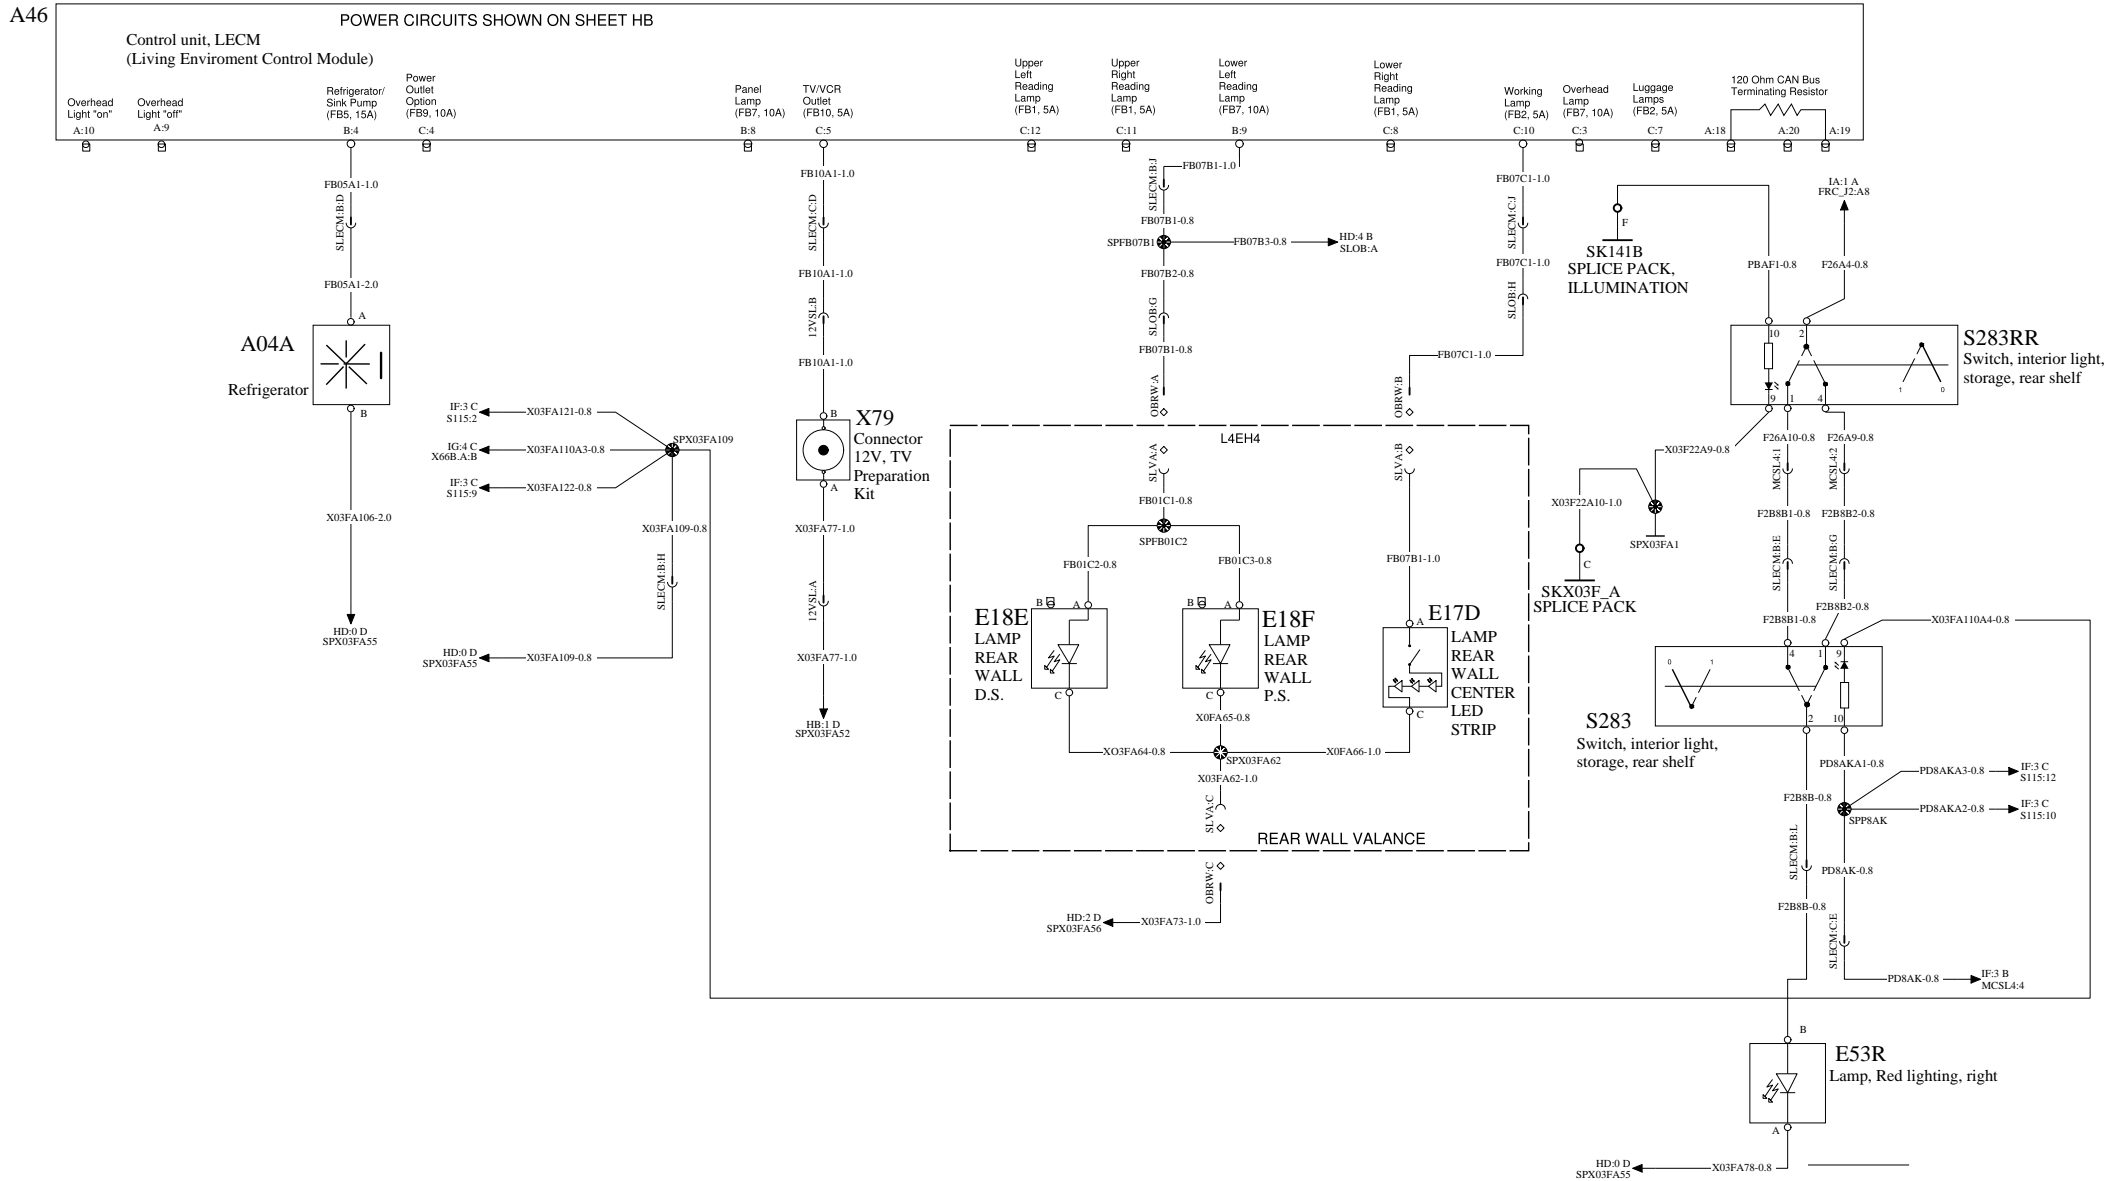 A46
POWER CIRCUITS SHOWN ON SHEET HB
Control unit, LECM
(Living Enviroment Control Module)
Overhead
Light "on"
A:10
Overhead
Light "off"
A:9
Refrigerator/
Sink Pump
(FB5, 15A)
B:4
Power
Outlet
Option
(FB9, 10A)
C:4
Panel
Lamp
(FB7, 10A)
B:8
TV/VCR
Outlet
(FB10, 5A)
C:5
Upper
Left
Reading
Lamp
(FB1, 5A)
C:12
Upper
Right
Reading
Lamp
(FB1, 5A)
C:11
Lower
Left
Reading
Lamp
(FB7, 10A)
B:9
Lower
Right
Reading
Lamp
(FB1, 5A)
C:8
Working
Lamp
(FB2, 5A)
C:10
Overhead
Lamp
(FB7, 10A)
C:3
Luggage
Lamps
(FB2, 5A)
C:7
120 Ohm CAN Bus
Terminating Resistor
A:18
A:20
A:19
FB05A1-1.0
SLECM:B:D
FB05A1-2.0
A
A04A
Refrigerator
B
X03FA106-2.0
HD:0 D
SPX03FA55
IF:3 C
S115:2
X03FA121-0.8
IG:4 C
X66B.A:B
X03FA110A3-0.8
IF:3 C
S115:9
X03FA122-0.8
SPX03FA109
X03FA109-0.8
SLECM:B:H
HD:0 D
SPX03FA55
X03FA109-0.8
FB10A1-1.0
SLECM:C:D
FB10A1-1.0
12VSL:B
FB10A1-1.0
B
X79
Connector
12V, TV
Preparation
Kit
A
X03FA77-1.0
12VSL:A
X03FA77-1.0
HB:1 D
SPX03FA52
FB07B1-1.0
SLECM:B:J
FB07B1-0.8
SPFB07B1
FB07B3-0.8
HD:4 B
SLOB:A
FB07B2-0.8
SLOB:G
FB07B1-0.8
OBRW:A
L4EH4
SLVA:A
FB01C1-0.8
SPFB01C2
FB01C2-0.8
FB01C3-0.8
B
A
E18E
LAMP
REAR
WALL
D.S.
C
B
A
E18F
LAMP
REAR
WALL
P.S.
C
X0FA65-0.8
XO3FA64-0.8
X0FA66-1.0
SPX03FA62
X03FA62-1.0
SLVA:C
REAR WALL VALANCE
OBRW:C
HD:2 D
SPX03FA56
X03FA73-1.0
FB07C1-1.0
SLECM:C:J
FB07C1-1.0
SLOB:H
FB07C1-1.0
OBRW:B
SLVA:B
FB07B1-1.0
A
E17D
LAMP
REAR
WALL
CENTER
LED
STRIP
C
F
SK141B
SPLICE PACK,
ILLUMINATION
IA:1 A
FRC_J2:A8
PBAF1-0.8
F26A4-0.8
10
2
S283RR
Switch, interior light,
storage, rear shelf
1
0
9
1
4
X03F22A9-0.8
F26A10-0.8
F26A9-0.8
MCSL4:1
MCSL4:2
X03F22A10-1.0
SPX03FA1
C
SKX03F_A
SPLICE PACK
F2B8B1-0.8
F2B8B2-0.8
SLECM:B:E
SLECM:B:G
F2B8B1-0.8
F2B8B2-0.8
X03FA110A4-0.8
0
1
4
1
9
2
10
S283
Switch, interior light,
storage, rear shelf
PD8AKA1-0.8
PD8AKA3-0.8
IF:3 C
S115:12
F2B8B-0.8
PD8AKA2-0.8
IF:3 C
S115:10
SPP8AK
SLECM:B:L
PD8AK-0.8
F2B8B-0.8
SLECM:C:E
PD8AK-0.8
IF:3 B
MCSL4:4
B
E53R
Lamp, Red lighting, right
A
HD:0 D
SPX03FA55
X03FA78-0.8